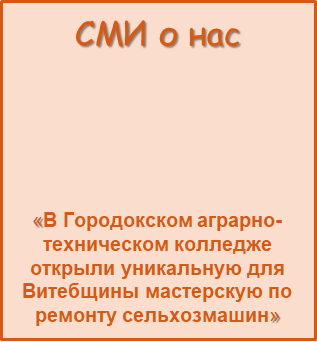 СМИ о нас
«В Городокском аграрно-
техническом колледже
открыли уникальную для
Витебщины мастерскую по
ремонту сельхозмашин»